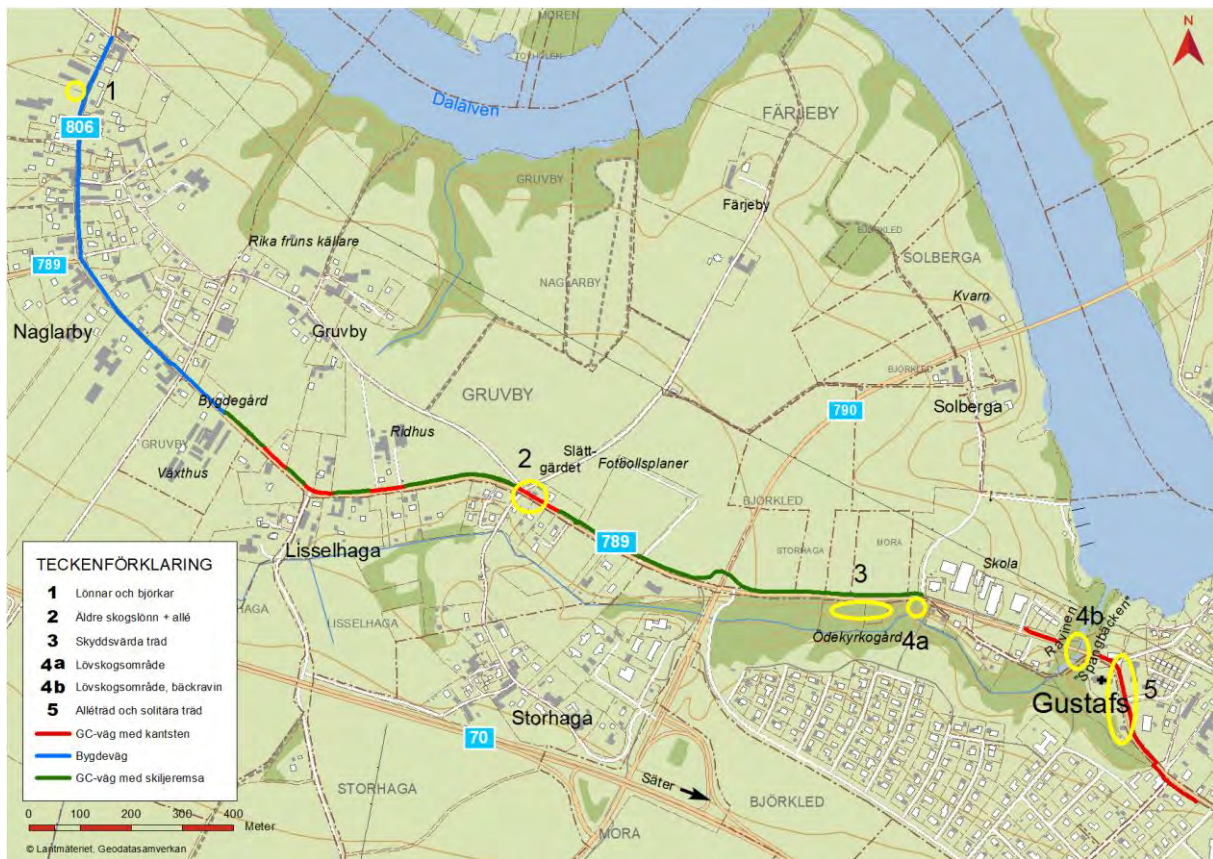 MOREN
TOVHOLEN
N
Dalälven
1
806
FÄRJEBY
GRUVBY
Färjeby
BJÖRKLED
Rika fruns källare
SOLBERGA
789
NAGLARBY
Kvarn
Naglarby
Gruvby
BJÖRKLED
GRUVBY
Bygdegård
790
Solberga
Ridhus
GRUVBY
2
Slätt-
gärdet
Fotbollsplaner
Växthus
BJÖRKLED
789
STORHAGA
MORA
Lisselhaga
3
Skola
Ödekyrkogård
4a
Ravinen
4b
"Spångbäcken"
HAGA
LISSELHAGA
Gustafs
5
Storhaga
70
Säter
STORHAGA
BJÖRKLED
MORA
TECKENFÖRKLARING
1 Lönnar och björkar
2 Äldre skogslönn + allé
3 Skyddsvärda träd
4a Lövskogsområde
4b Lövskogsområde, bäckravin
5 Alléträd och solitära träd
GC-väg med kantsten
Bygdeväg
GC-väg med skiljeremsa
0 100 200 300 400
Meter
© Lantmäteriet, Geodatasamverkan